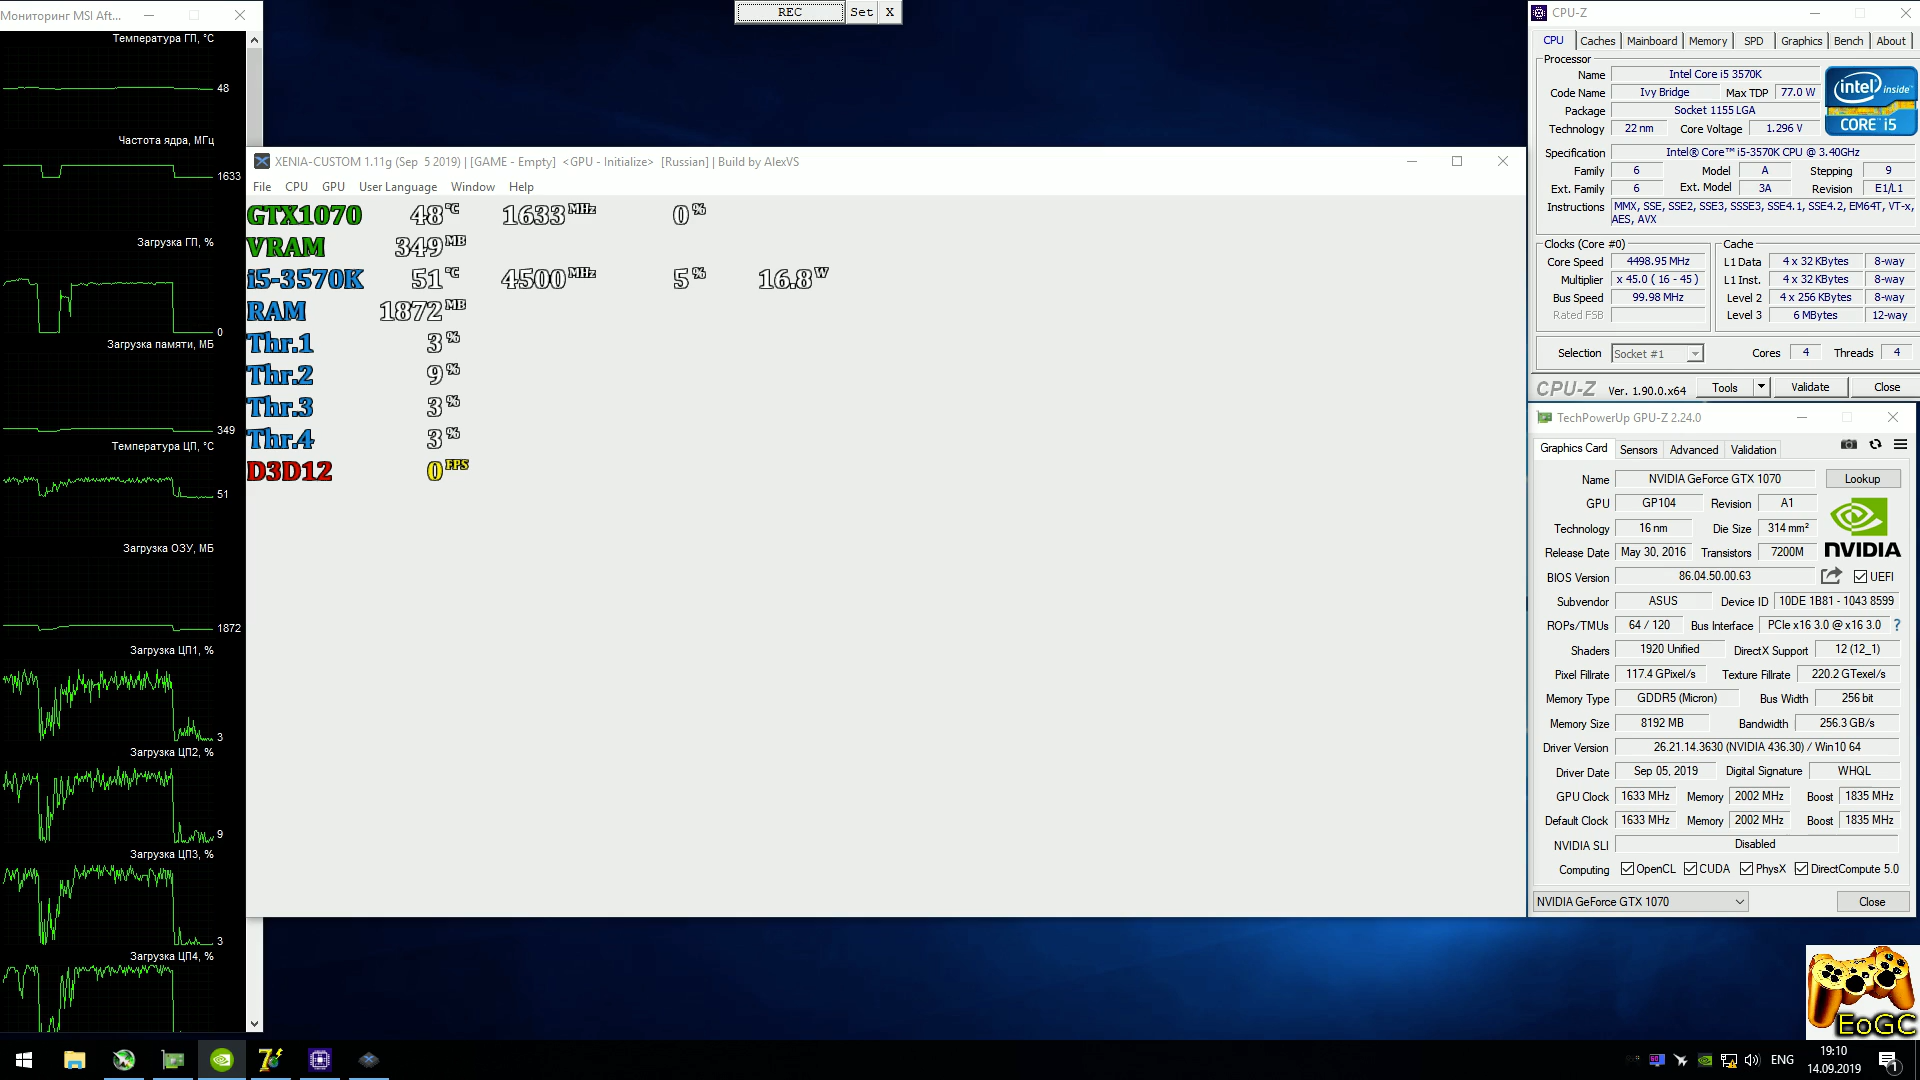 Мониторинг MSI Aft...
Температура ГП, °C
48
Частота ядра, МГц
1633
Загрузка ГП, %
0
Загрузка памяти, МБ
349
Температура ЦП, °C
51
Загрузка ОЗУ, МБ
1872
Загрузка ЦП1, %
3
Загрузка ЦП2, %
9
Загрузка ЦП3, %
3
Загрузка ЦП4, %
REC Set X
XENIA-CUSTOM 1.11g (Sep 5 2019) | [GAME - Empty] <GPU - Initialize> [Russian] | Build by AlexVS
File CPU GPU User Language Window Help
GTX1070 48 °C 1633 MHz 0 %
VRAM 349 MB
i5-3570K 51 °C 4500 MHz 5 % 16.8 W
RAM 1872 MB
Thr.1 3 %
Thr.2 9 %
Thr.3 3 %
Thr.4 3 %
D3D12 0 FPS
CPU-Z
CPU Caches Mainboard Memory SPD Graphics Bench About
Processor
Name Intel Core i5 3570K
Code Name Ivy Bridge Max TDP 77.0 W
Package Socket 1155 LGA
Technology 22 nm Core Voltage 1.296 V
intel inside™
CORE i5
Specification Intel® Core™ i5-3570K CPU @ 3.40GHz
Family 6 Model A Stepping 9
Ext. Family 6 Ext. Model 3A Revision E1/L1
Instructions MMX, SSE, SSE2, SSE3, SSSE3, SSE4.1, SSE4.2, EM64T, VT-x,
AES, AVX
Clocks (Core #0) Cache
Core Speed 4498.95 MHz L1 Data 4 x 32 KBytes 8-way
Multiplier x 45.0 ( 16 - 45 ) L1 Inst. 4 x 32 KBytes 8-way
Bus Speed 99.98 MHz Level 2 4 x 256 KBytes 8-way
Rated FSB Level 3 6 MBytes 12-way
Selection Socket #1 Cores 4 Threads 4
CPU-Z Ver. 1.90.0.x64 Tools Validate Close
TechPowerUp GPU-Z 2.24.0
Graphics Card Sensors Advanced Validation
Name NVIDIA GeForce GTX 1070 Lookup
GPU GP104 Revision A1
Technology 16 nm Die Size 314 mm²
Release Date May 30, 2016 Transistors 7200M
NVIDIA
BIOS Version 86.04.50.00.63 UEFI
Subvendor ASUS Device ID 10DE 1B81 - 1043 8599
ROPs/TMUs 64 / 120 Bus Interface PCIe x16 3.0 @ x16 3.0 ?
Shaders 1920 Unified DirectX Support 12 (12_1)
Pixel Fillrate 117.4 GPixel/s Texture Fillrate 220.2 GTexel/s
Memory Type GDDR5 (Micron) Bus Width 256 bit
Memory Size 8192 MB Bandwidth 256.3 GB/s
Driver Version 26.21.14.3630 (NVIDIA 436.30) / Win10 64
Driver Date Sep 05, 2019 Digital Signature WHQL
GPU Clock 1633 MHz Memory 2002 MHz Boost 1835 MHz
Default Clock 1633 MHz Memory 2002 MHz Boost 1835 MHz
NVIDIA SLI Disabled
Computing OpenCL CUDA PhysX DirectCompute 5.0
NVIDIA GeForce GTX 1070 Close
EoGC
ENG
19:10
14.09.2019
1